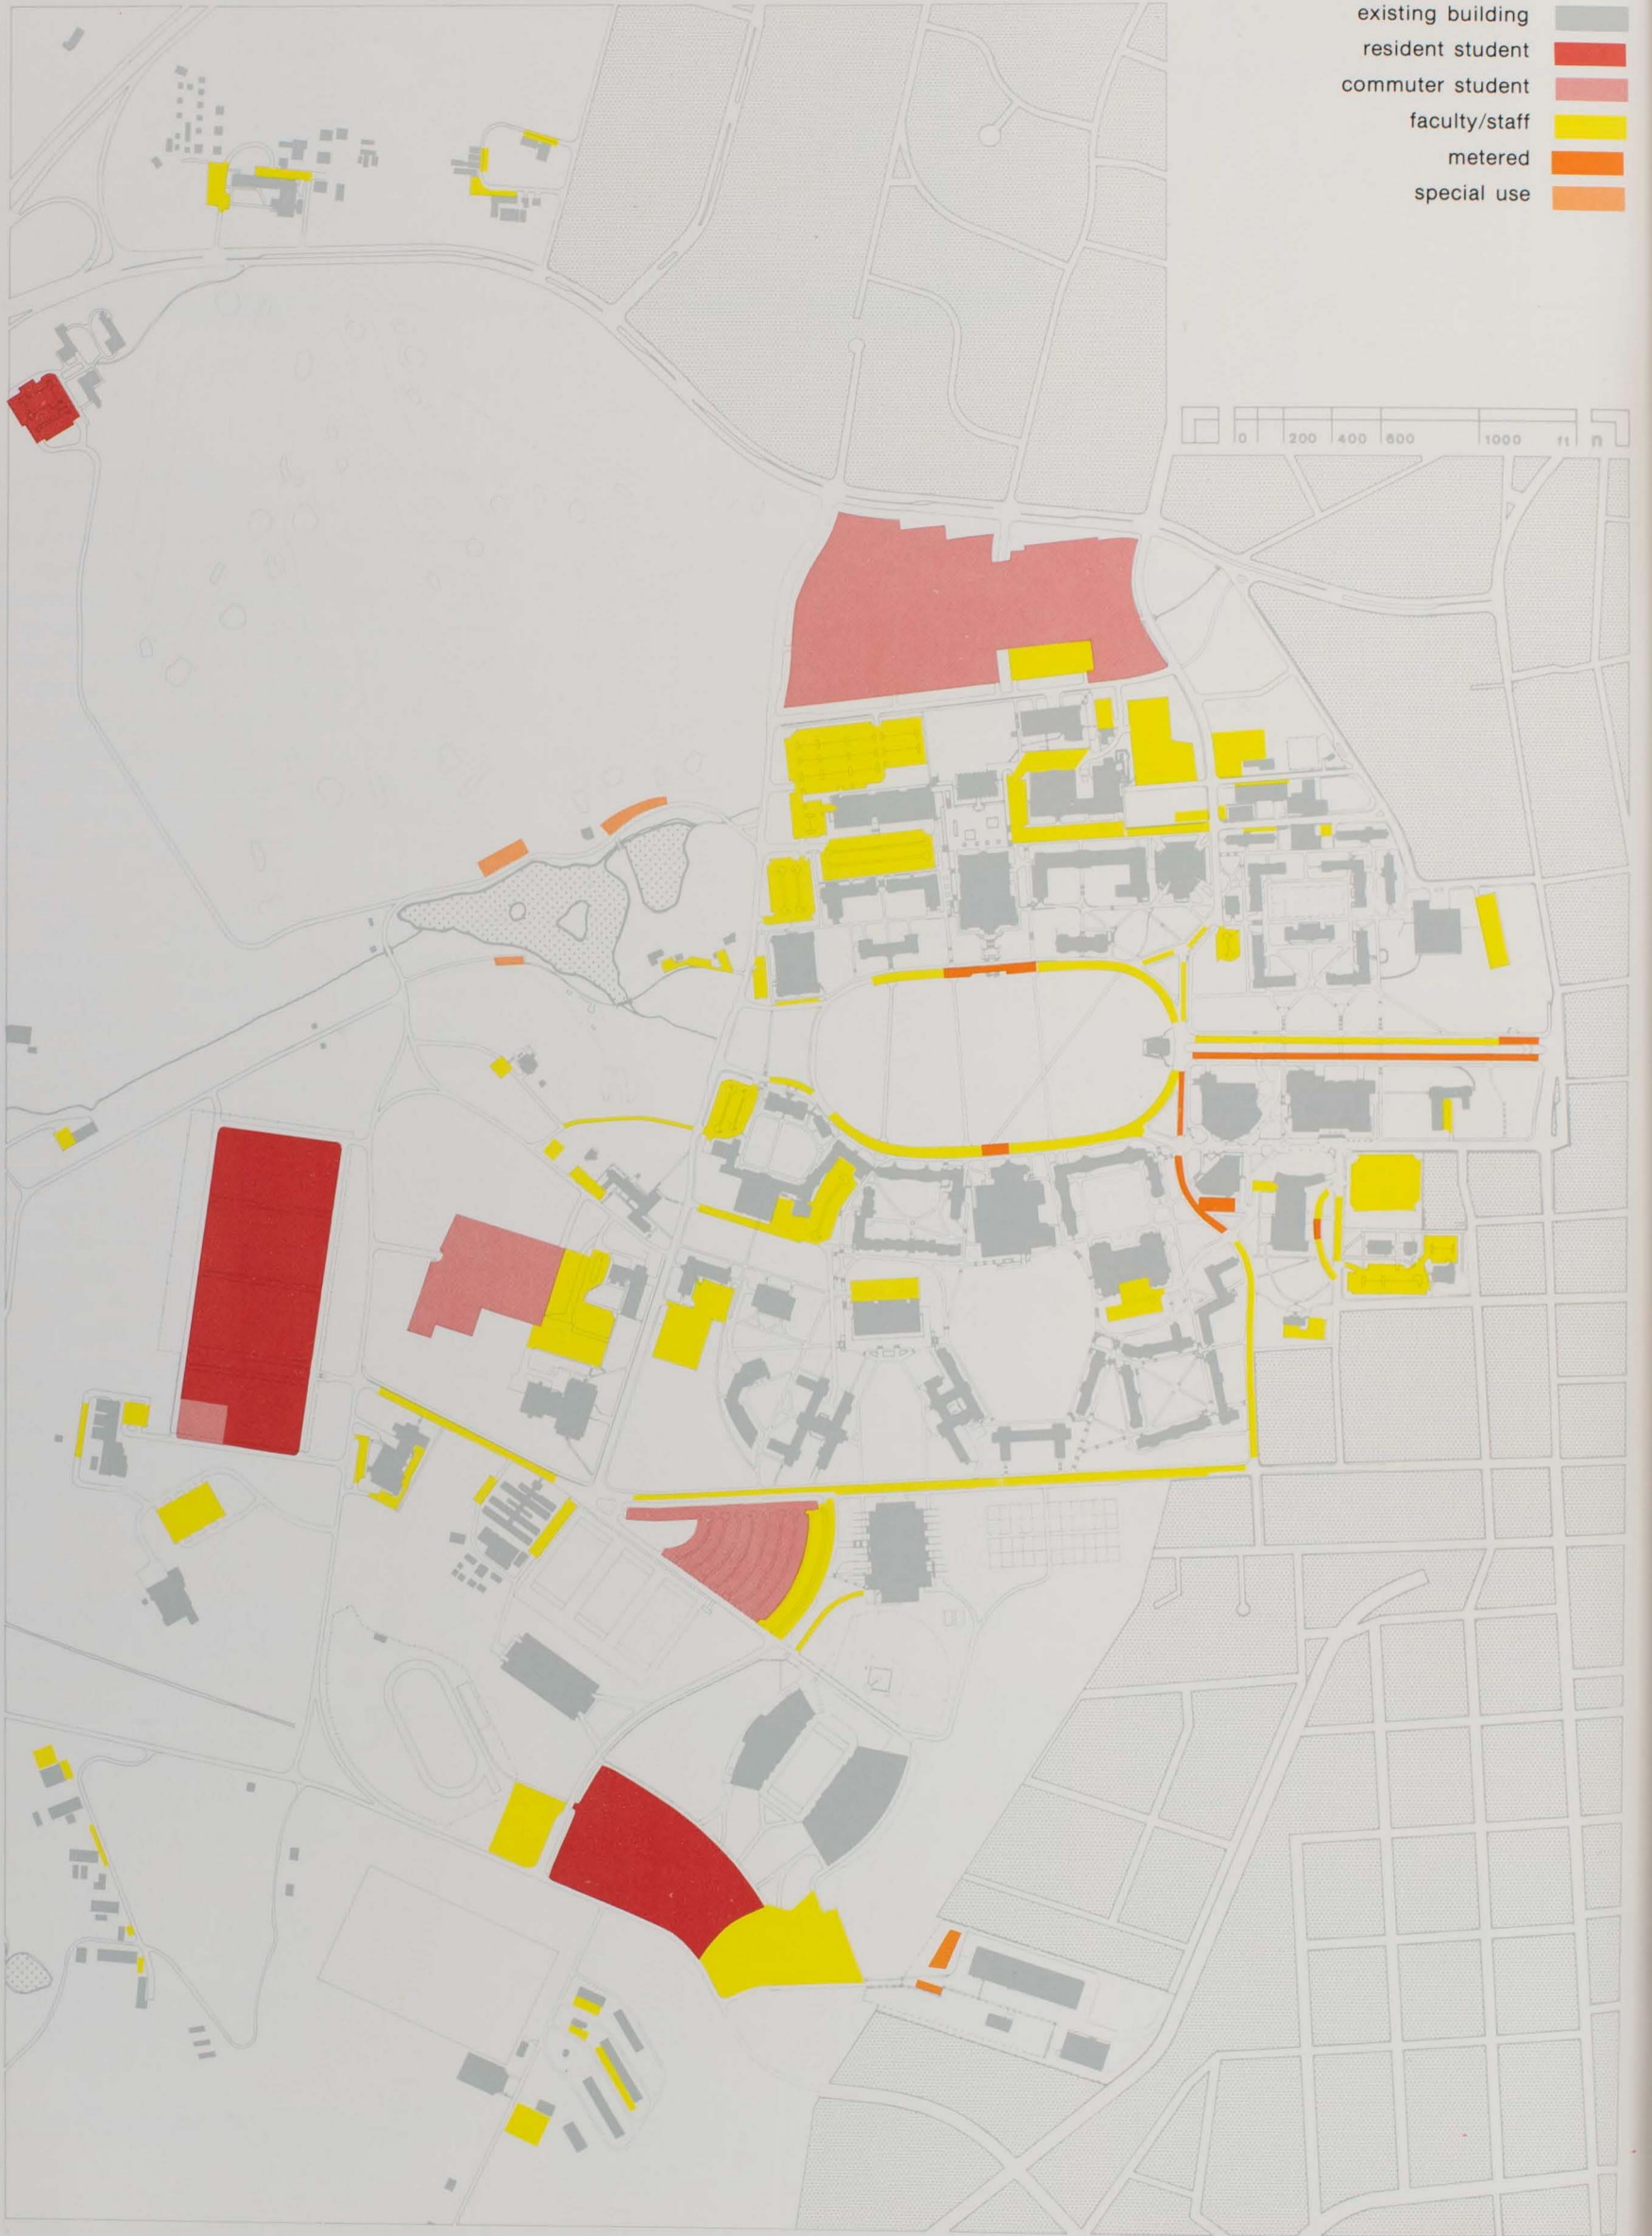 existing building
resident student
commuter student
faculty/staff
metered
special use
0 200 400 600 1000 ft n